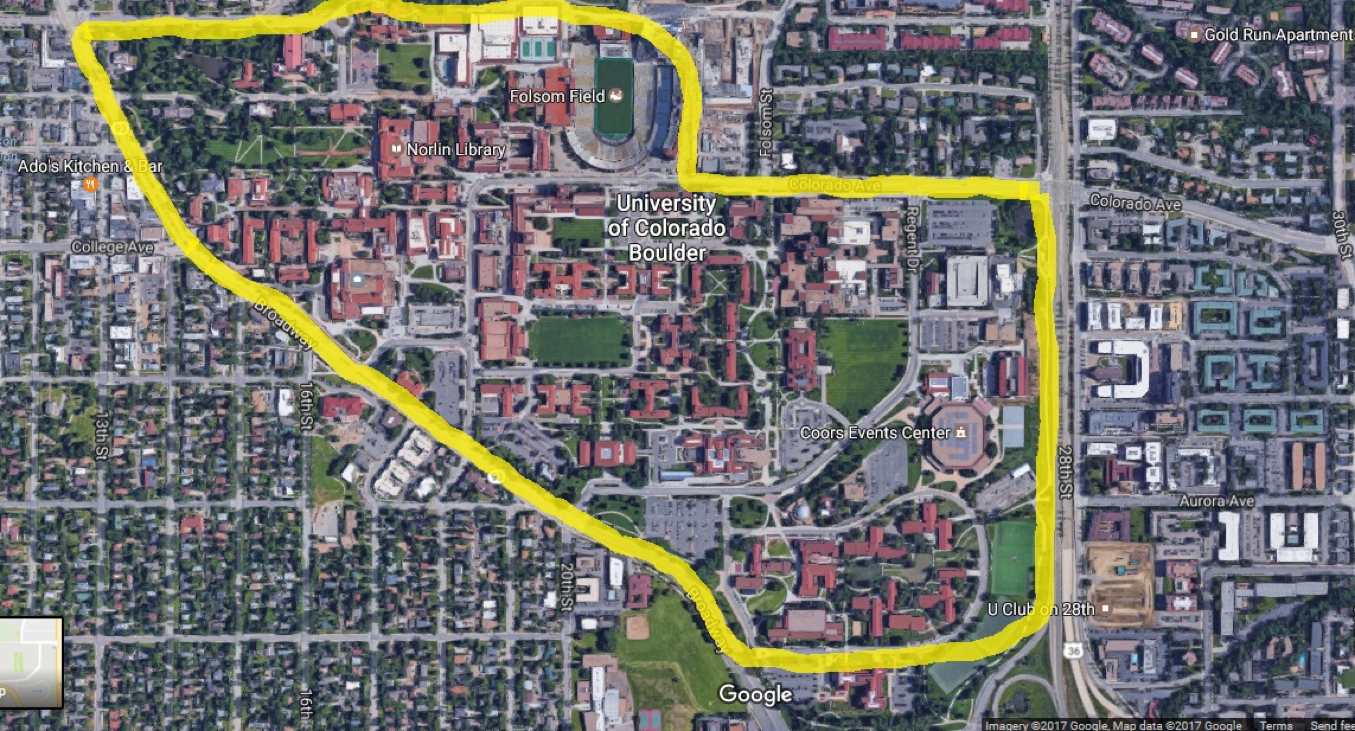 Gold Run Apartment
Folsom Field
Folsom St
Norlin Library
Ado's Kitchen & Bar
Colorado Ave
Colorado Ave
University
of Colorado
Boulder
30th St
Regent Dr
College Ave
Broadway
16th St
13th St
Coors Events Center
28th St
Aurora Ave
20th St
Broadway
U Club on 28th
36
p
Google
16th
Imagery ©2017 Google, Map data ©2017 Google Terms Send fee